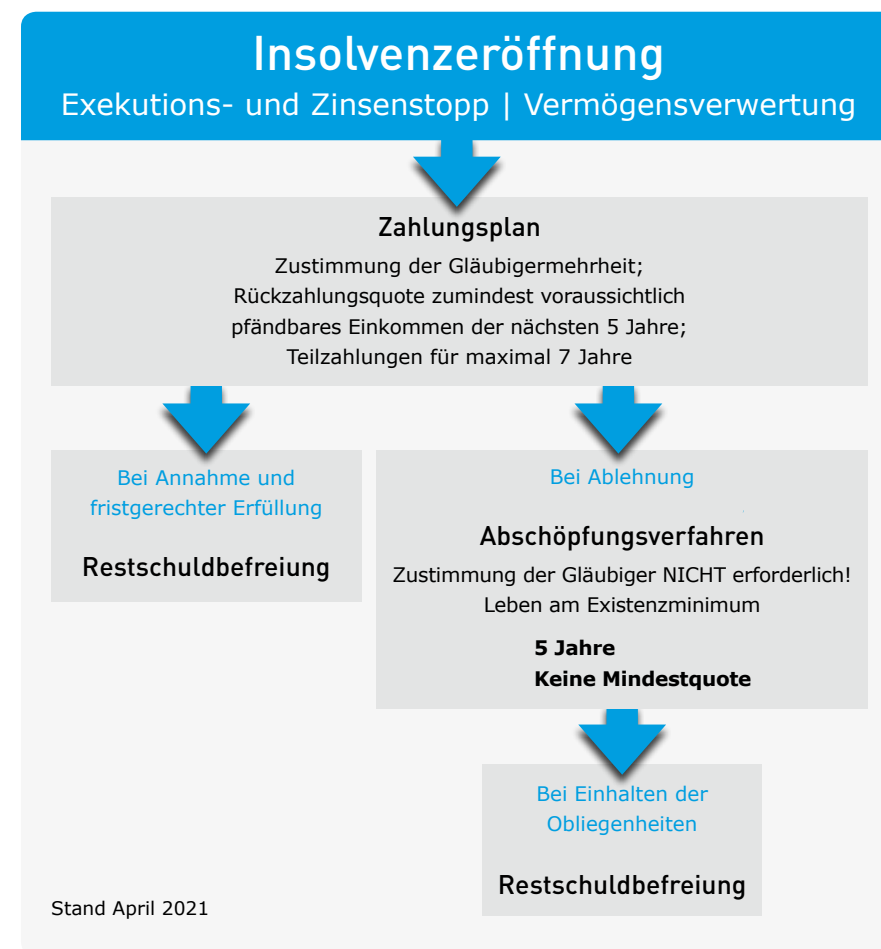 Insolvenzeröffnung
Exekutions- und Zinsenstopp | Vermögensverwertung
Zahlungsplan
Zustimmung der Gläubigermehrheit;
Rückzahlungsquote zumindest voraussichtlich
pfändbares Einkommen der nächsten 5 Jahre;
Teilzahlungen für maximal 7 Jahre
Bei Annahme und
fristgerechter Erfüllung
Restschuldbefreiung
Bei Ablehnung
Abschöpfungsverfahren
Zustimmung der Gläubiger NICHT erforderlich!
Leben am Existenzminimum
5 Jahre
Keine Mindestquote
Bei Einhalten der
Obliegenheiten
Restschuldbefreiung
Stand April 2021